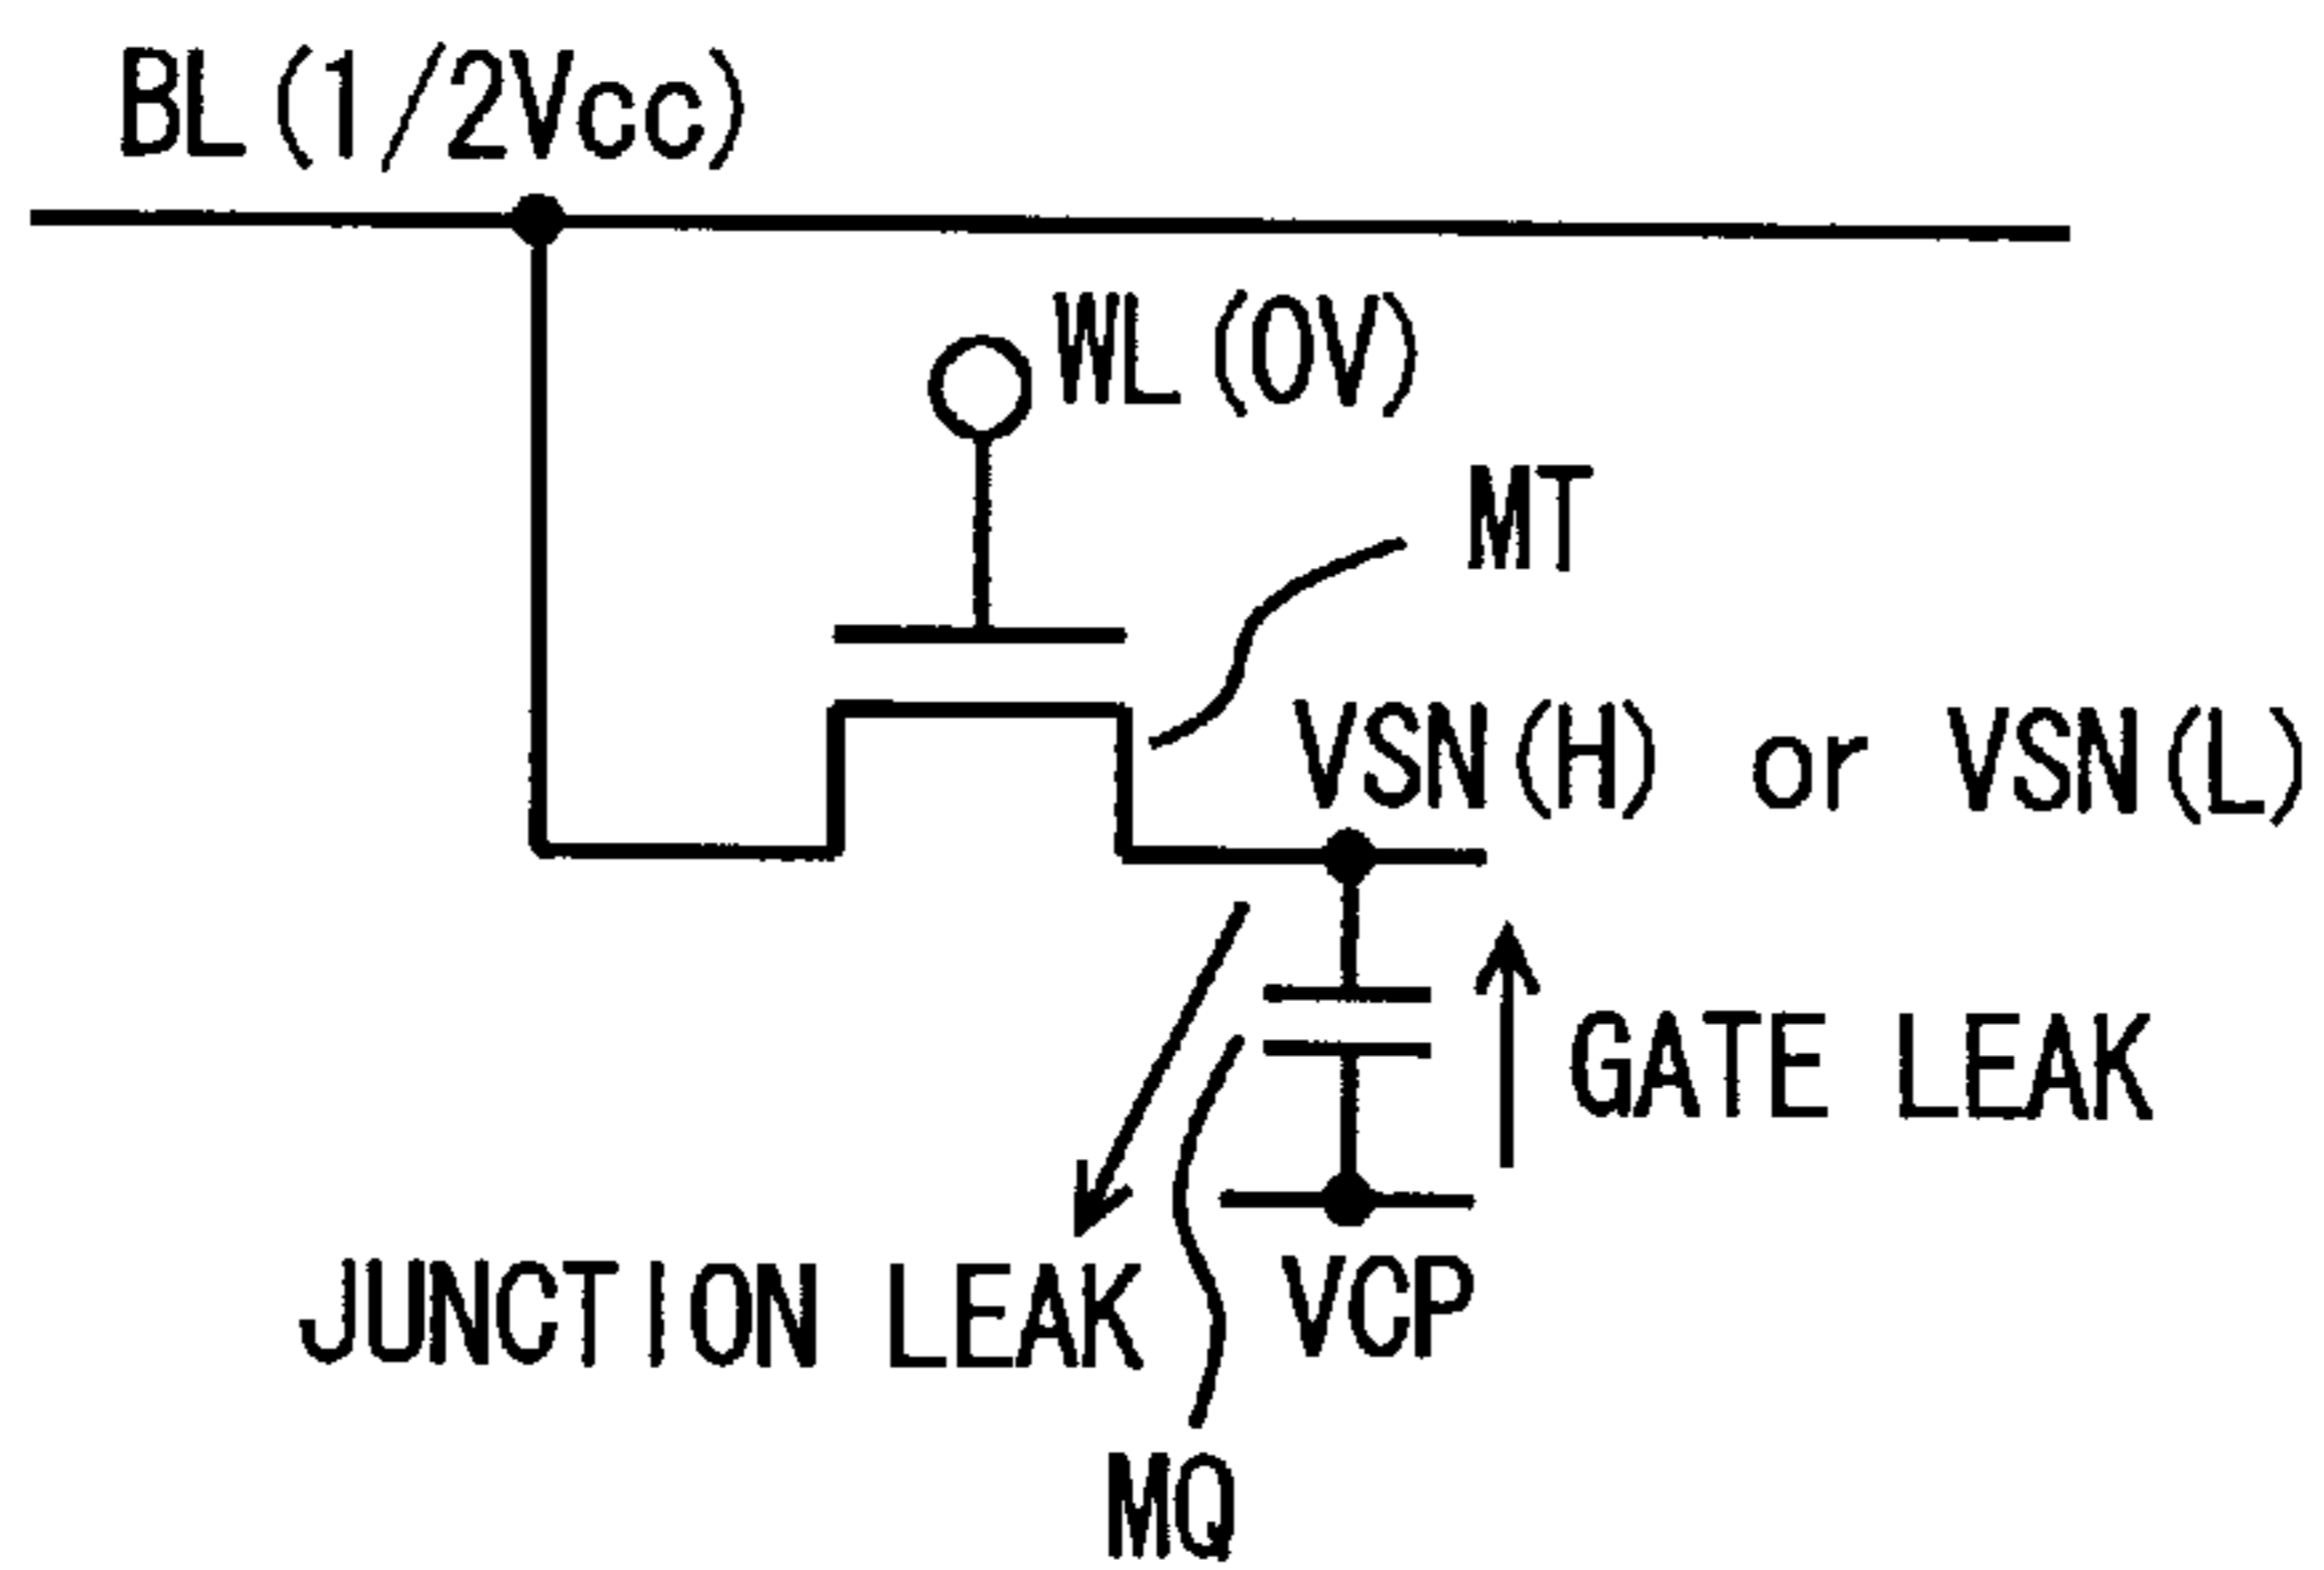 BL(1/2Vcc)
WL(0V)
MT
VSN(H) or VSN(L)
GATE LEAK
JUNCTION LEAK
VCP
MQ